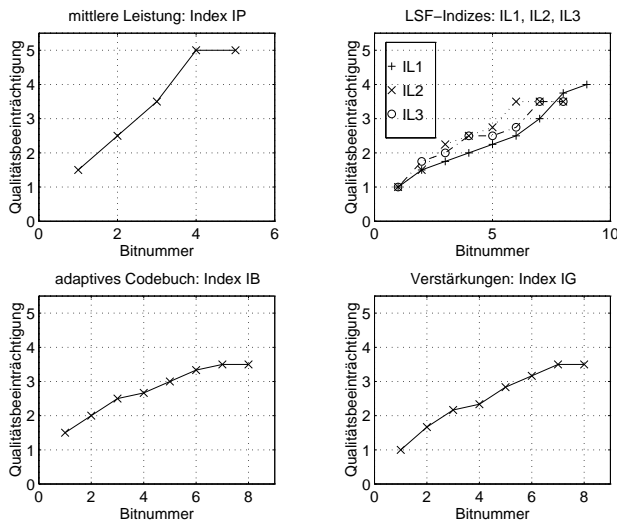 mittlere Leistung: Index IP
Qualitätsbeeinträchtigung
5
4
3
2
1
0
0 2 4 6
Bitnummer
LSF−Indizes: IL1, IL2, IL3
IL1
IL2
IL3
Qualitätsbeeinträchtigung
5
4
3
2
1
0
0 5 10
Bitnummer
adaptives Codebuch: Index IB
Qualitätsbeeinträchtigung
5
4
3
2
1
0
0 2 4 6 8
Bitnummer
Verstärkungen: Index IG
Qualitätsbeeinträchtigung
5
4
3
2
1
0
0 2 4 6 8
Bitnummer